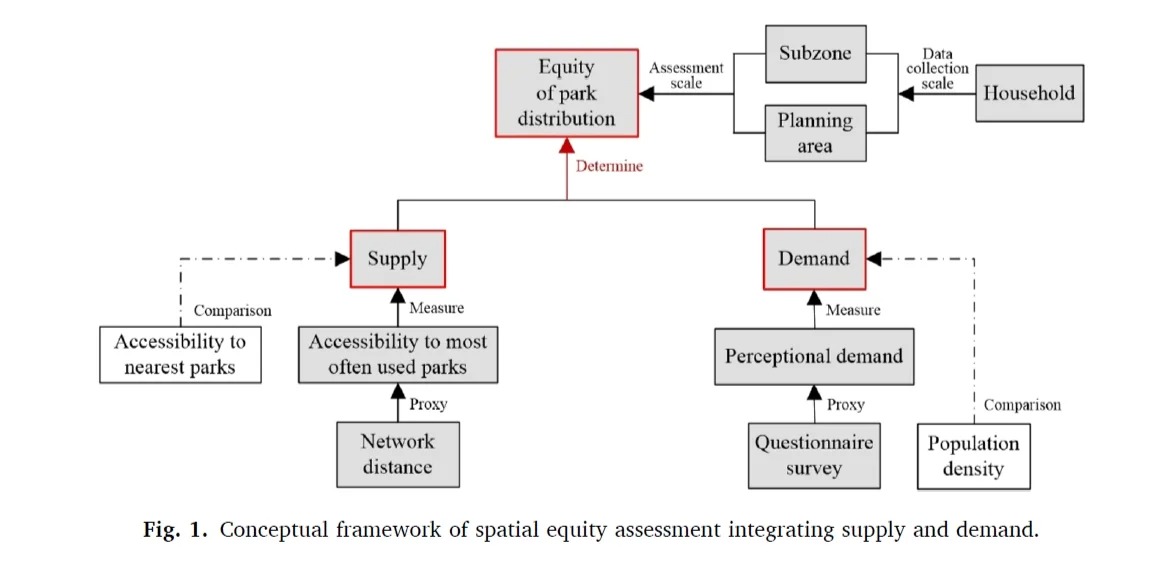 Subzone
Equity
of park
distribution
Assessment
scale
Data
collection
scale
Household
Planning
area
Determine
Supply
Demand
Comparison
Measure
Measure
Accessibility to
nearest parks
Accessibility to most
often used parks
Perceptional demand
Proxy
Proxy
Comparison
Network
distance
Questionnaire
survey
Population
density
Fig. 1. Conceptual framework of spatial equity assessment integrating supply and demand.